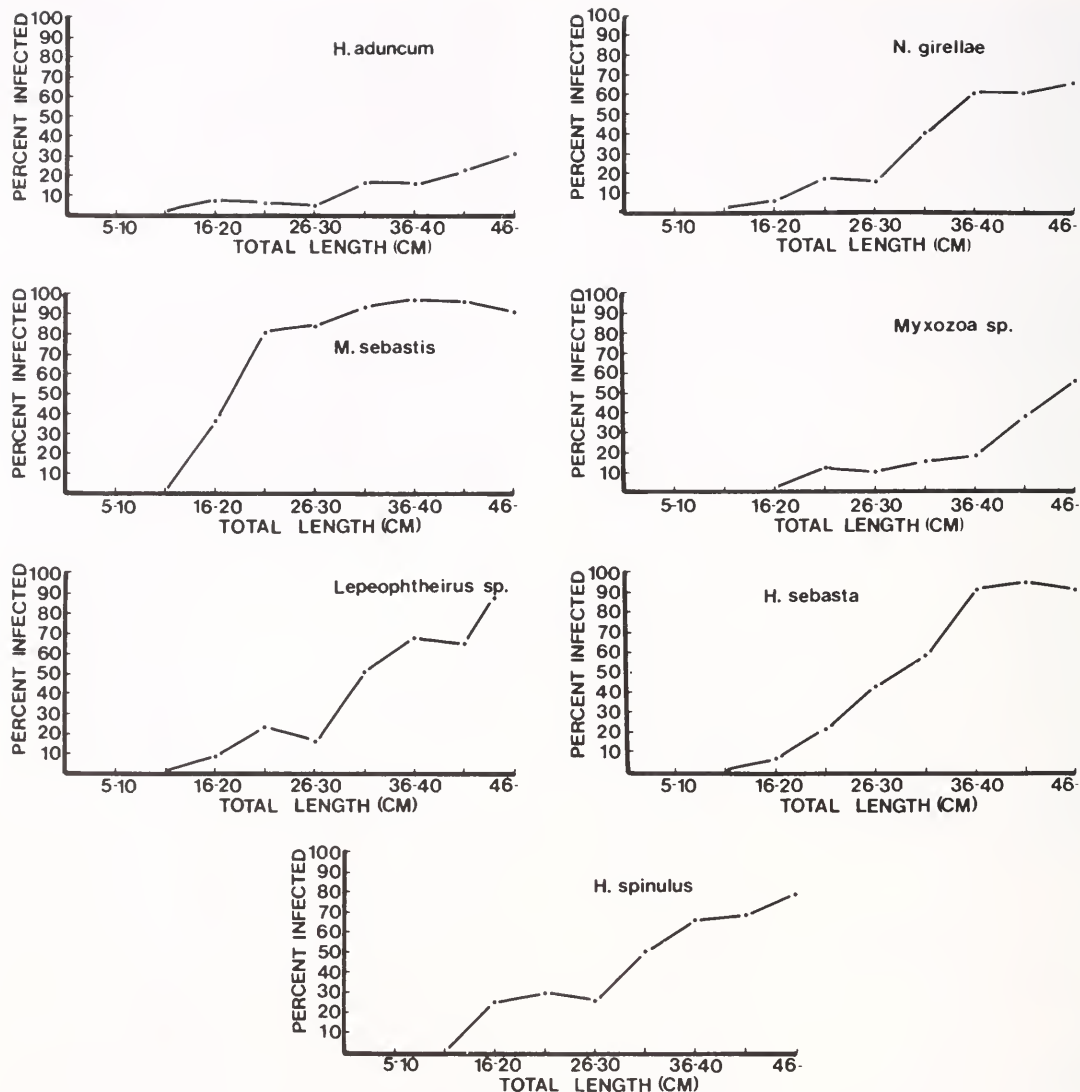 PERCENT INFECTED
100
90
80
70
60
50
40
30
20
10
H. aduncum
5-10 16-20 26-30 36-40 46-
TOTAL LENGTH (CM)
PERCENT INFECTED
100
90
80
70
60
50
40
30
20
10
N. girellae
5-10 16-20 26-30 36-40 46-
TOTAL LENGTH (CM)
PERCENT INFECTED
100
90
80
70
60
50
40
30
20
10
M. sebastis
5-10 16-20 26-30 36-40 46-
TOTAL LENGTH (CM)
PERCENT INFECTED
100
90
80
70
60
50
40
30
20
10
Myxozoa sp.
5-10 16-20 26-30 36-40 46-
TOTAL LENGTH (CM)
PERCENT INFECTED
100
90
80
70
60
50
40
30
20
10
Lepeophtheirus sp.
5-10 16-20 26-30 36-40 46-
TOTAL LENGTH (CM)
PERCENT INFECTED
100
90
80
70
60
50
40
30
20
10
H. sebasta
5-10 16-20 26-30 36-40 46-
TOTAL LENGTH (CM)
PERCENT INFECTED
100
90
80
70
60
50
40
30
20
10
H. spinulus
5-10 16-20 26-30 36-40 46-
TOTAL LENGTH (CM)